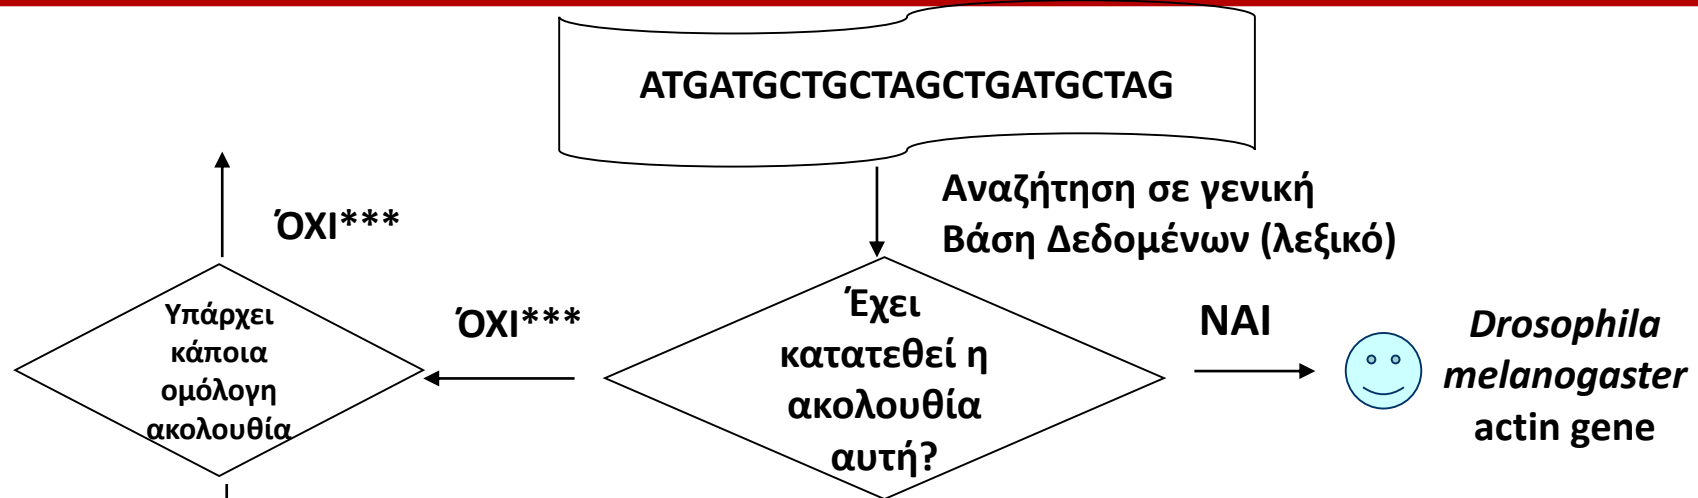 ATGATGCTGCTAGCTGATGCTAG
Αναζήτηση σε γενική
Βάση Δεδομένων (λεξικό)
Έχει
κατατεθεί η
ακολουθία
αυτή?
ΝΑΙ
Drosophila
melanogaster
actin gene
ΌΧΙ***
Υπάρχει
κάποια
ομόλογη
ακολουθία
ΌΧΙ***